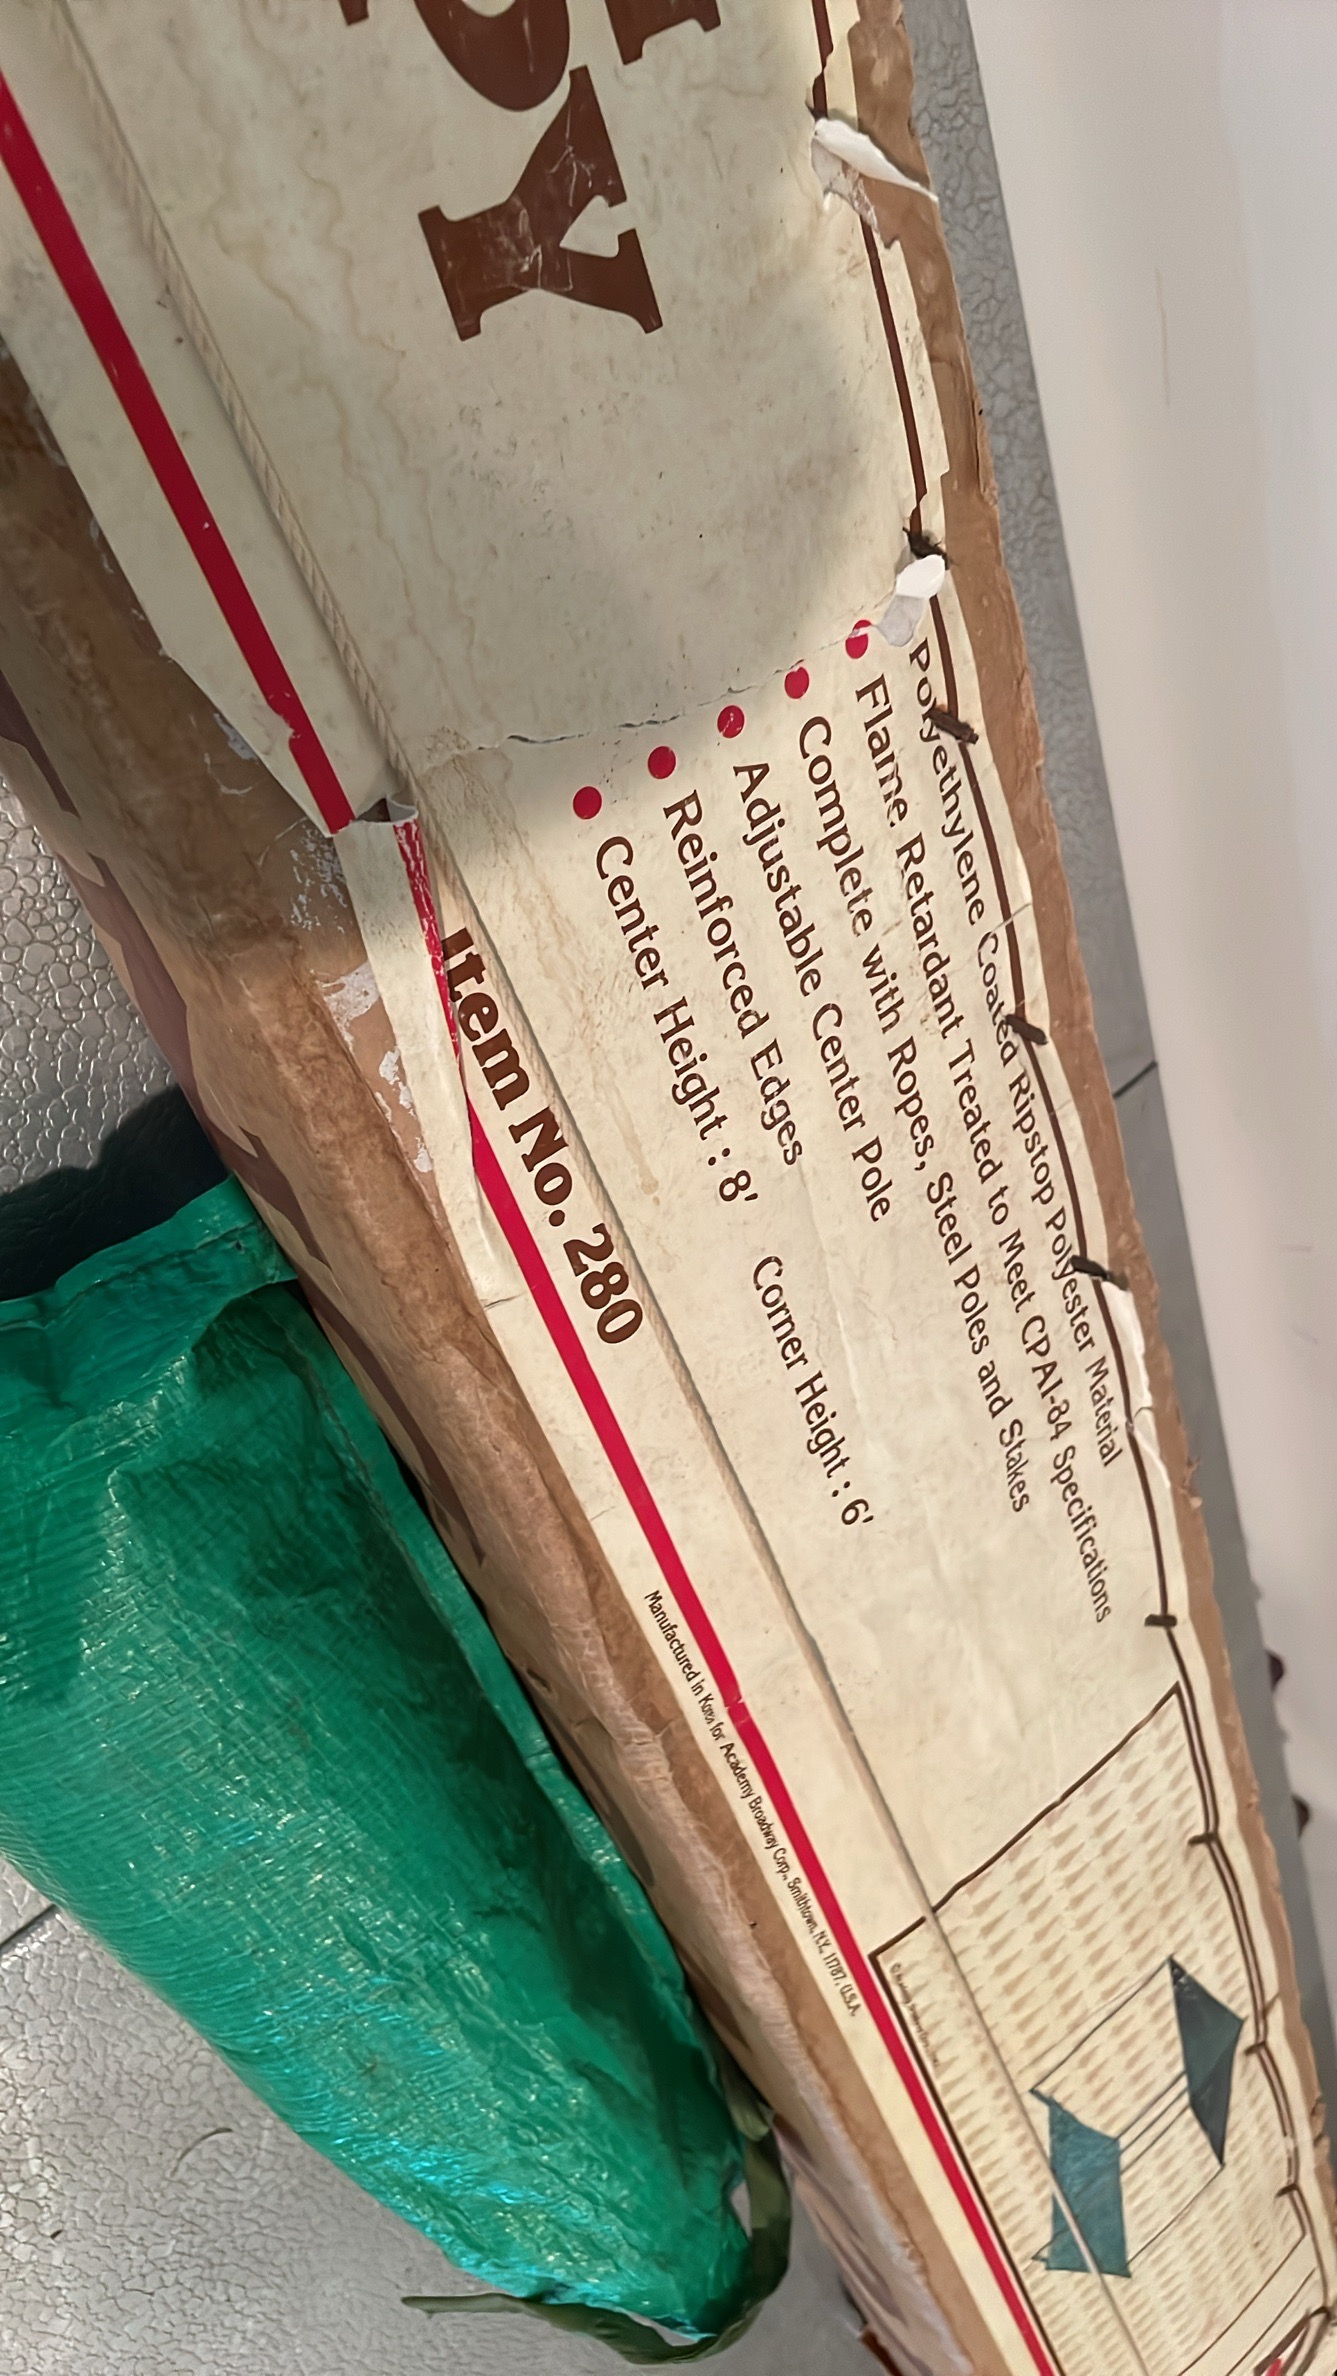 PY
Polyethylene Coated Ripstop Polyester Material
Flame Retardant Treated to Meet CPAI-84 Specifications
Complete with Ropes, Steel Poles and Stakes
Adjustable Center Pole
Reinforced Edges
Center Height : 8' Corner Height : 6'
Item No. 280
Manufactured in Korea for Academy Broadway Corp., Smithtown, N.Y. 11787, U.S.A.